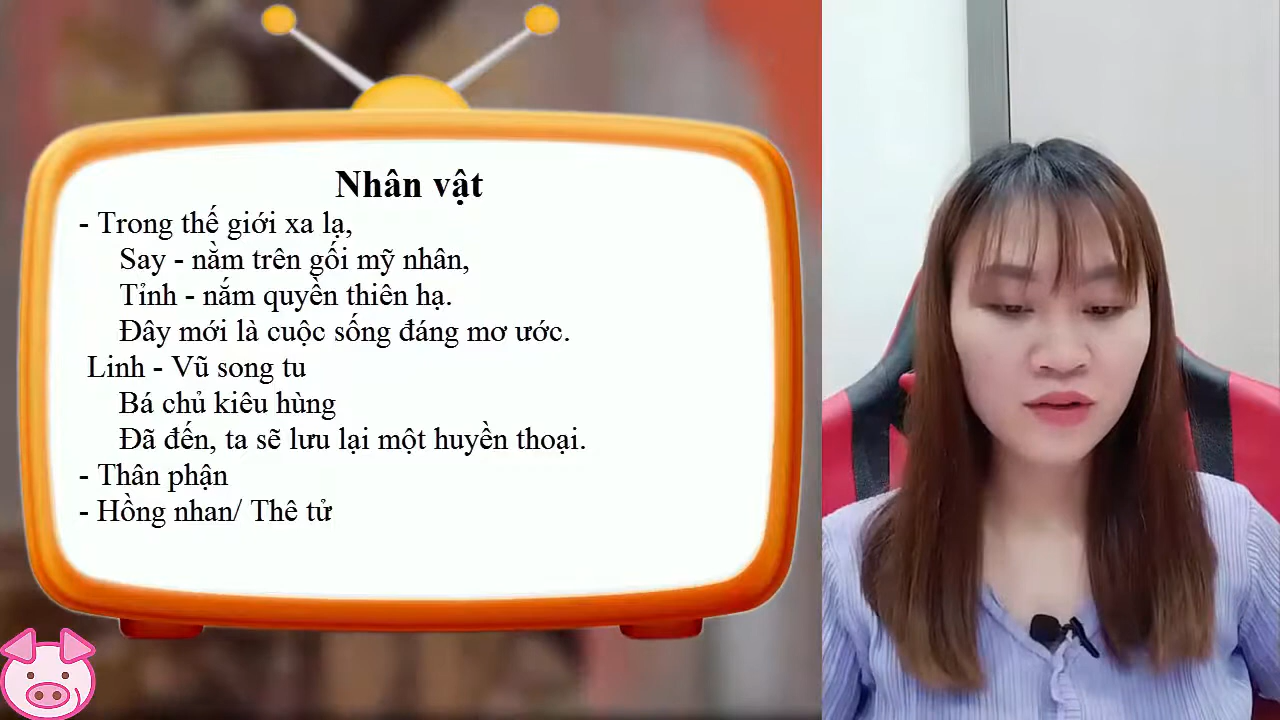 Nhân vật
- Trong thế giới xa lạ,
Say - nằm trên gối mỹ nhân,
Tỉnh - nắm quyền thiên hạ.
Đây mới là cuộc sống đáng mơ ước.
Linh - Vũ song tu
Bá chủ kiêu hùng
Đã đến, ta sẽ lưu lại một huyền thoại.
- Thân phận
- Hồng nhan/ Thê tử